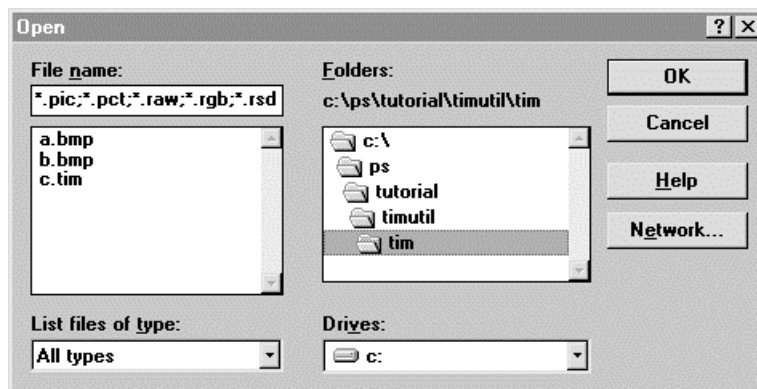 Open
File name:
*.pic;*.pct;*.raw;*.rgb;*.rsd
a.bmp
b.bmp
c.tim
List files of type:
All types
Folders:
c:\ps\tutorial\timutil\tim
c:\
ps
tutorial
timutil
tim
Drives:
c:
OK
Cancel
Help
Network...